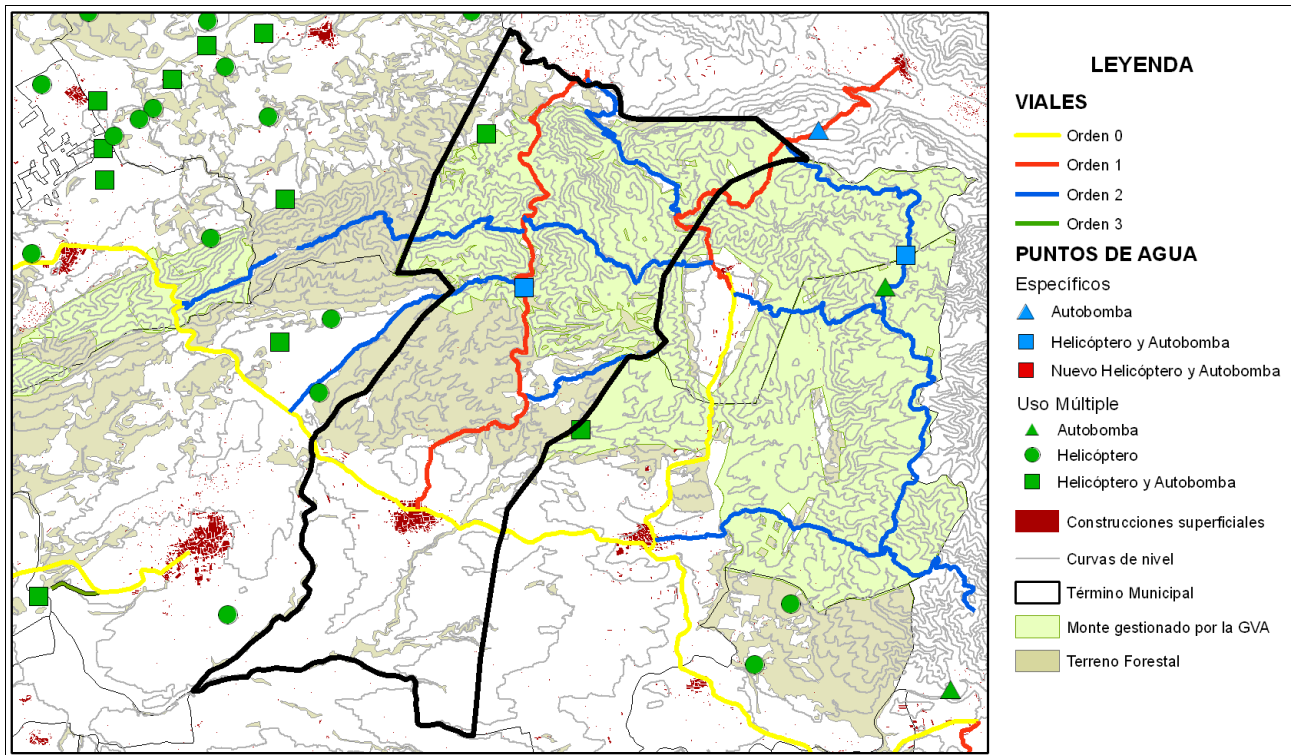 LEYENDA
VIALES
Orden 0
Orden 1
Orden 2
Orden 3
PUNTOS DE AGUA
Específicos
Autobomba
Helicóptero y Autobomba
Nuevo Helicóptero y Autobomba
Uso Múltiple
Autobomba
Helicóptero
Helicóptero y Autobomba
Construcciones superficiales
Curvas de nivel
Término Municipal
Monte gestionado por la GVA
Terreno Forestal